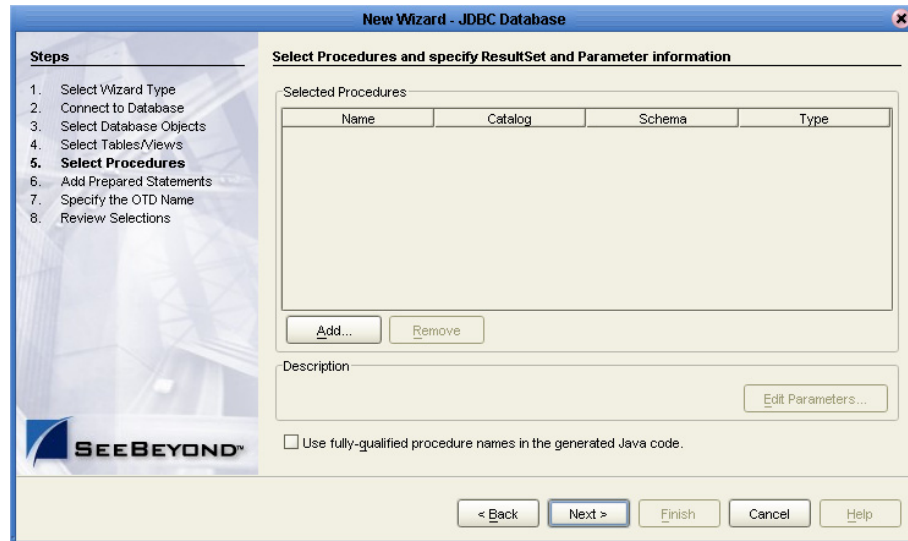 New Wizard - JDBC Database
Steps
1. Select Wizard Type
2. Connect to Database
3. Select Database Objects
4. Select Tables/Views
5. Select Procedures
6. Add Prepared Statements
7. Specify the OTD Name
8. Review Selections
SEEBEYOND™
Select Procedures and specify ResultSet and Parameter information
Selected Procedures
Name Catalog Schema Type
Add... Remove
Description
Edit Parameters...
Use fully-qualified procedure names in the generated Java code.
< Back Next > Finish Cancel Help